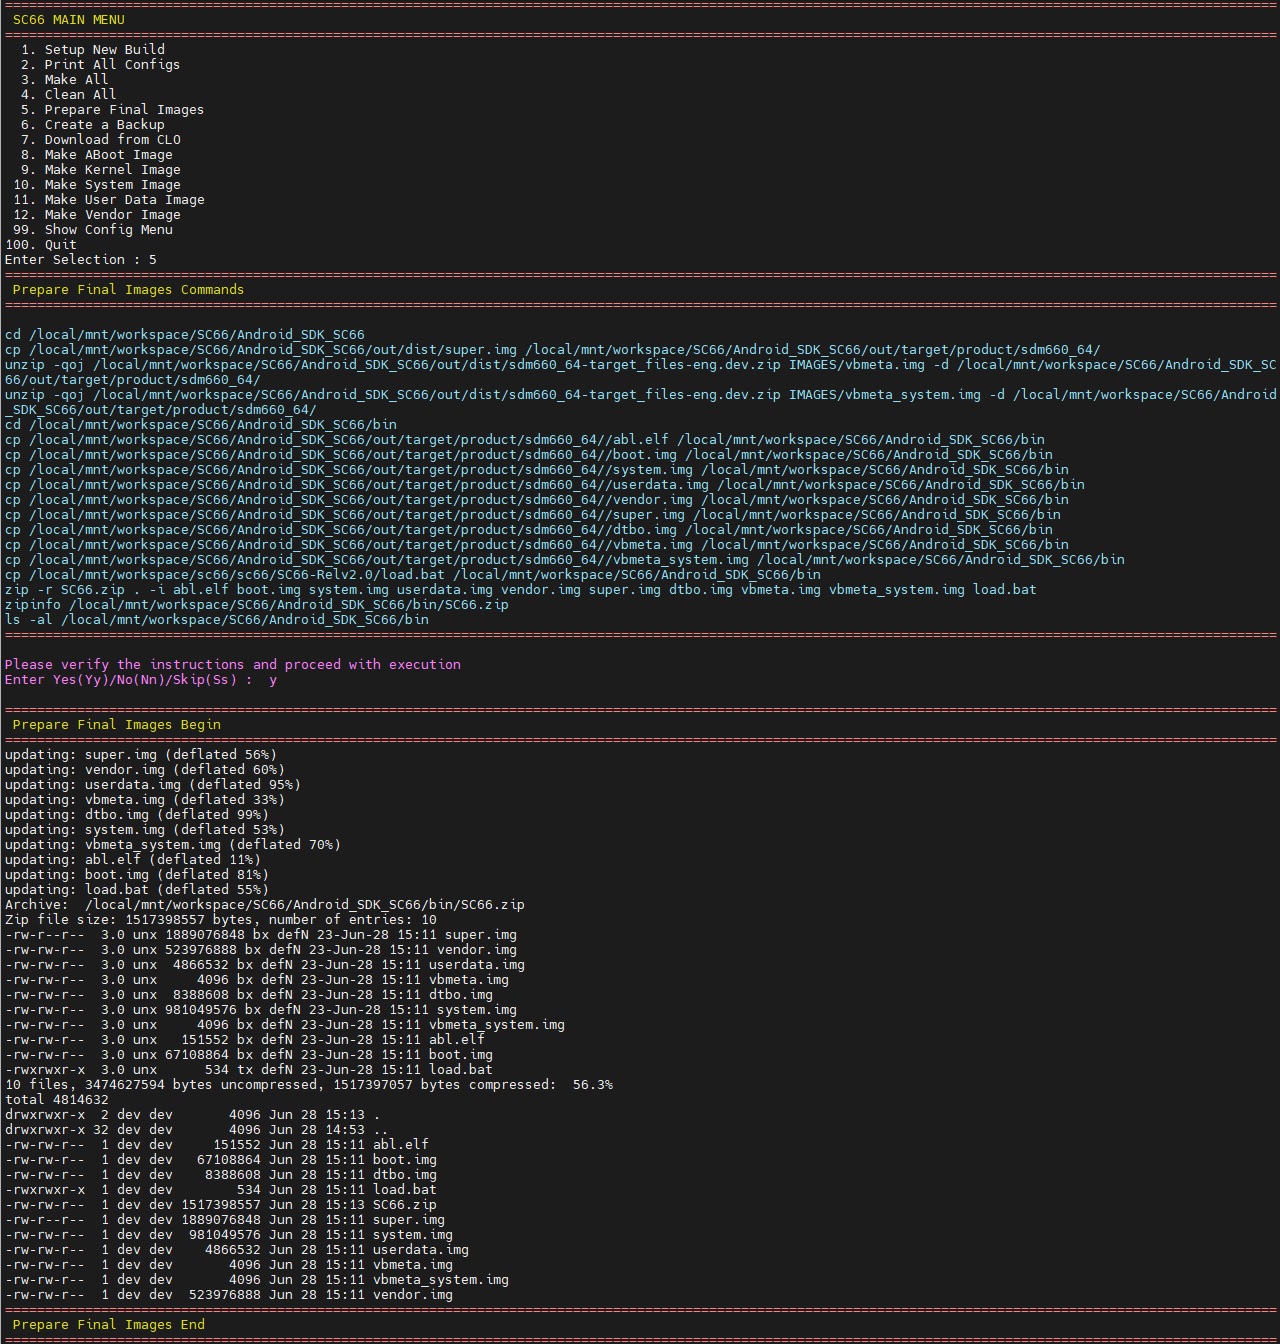 ================================================================================
 SC66 MAIN MENU
================================================================================
  1. Setup New Build
  2. Print All Configs
  3. Make All
  4. Clean All
  5. Prepare Final Images
  6. Create a Backup
  7. Download from CLO
  8. Make ABoot Image
  9. Make Kernel Image
 10. Make System Image
 11. Make User Data Image
 12. Make Vendor Image
 99. Show Config Menu
100. Quit
Enter Selection : 5
================================================================================
 Prepare Final Images Commands
================================================================================
cd /local/mnt/workspace/SC66/Android_SDK_SC66
cp /local/mnt/workspace/SC66/Android_SDK_SC66/out/dist/super.img /local/mnt/workspace/SC66/Android_SDK_SC66/out/target/product/sdm660_64/
unzip -qoj /local/mnt/workspace/SC66/Android_SDK_SC66/out/dist/sdm660_64-target_files-eng.dev.zip IMAGES/vbmeta.img -d /local/mnt/workspace/SC66/Android_SDK_SC
66/out/target/product/sdm660_64/
unzip -qoj /local/mnt/workspace/SC66/Android_SDK_SC66/out/dist/sdm660_64-target_files-eng.dev.zip IMAGES/vbmeta_system.img -d /local/mnt/workspace/SC66/Android
_SDK_SC66/out/target/product/sdm660_64/
cd /local/mnt/workspace/SC66/Android_SDK_SC66/bin
cp /local/mnt/workspace/SC66/Android_SDK_SC66/out/target/product/sdm660_64//abl.elf /local/mnt/workspace/SC66/Android_SDK_SC66/bin
cp /local/mnt/workspace/SC66/Android_SDK_SC66/out/target/product/sdm660_64//boot.img /local/mnt/workspace/SC66/Android_SDK_SC66/bin
cp /local/mnt/workspace/SC66/Android_SDK_SC66/out/target/product/sdm660_64//system.img /local/mnt/workspace/SC66/Android_SDK_SC66/bin
cp /local/mnt/workspace/SC66/Android_SDK_SC66/out/target/product/sdm660_64//userdata.img /local/mnt/workspace/SC66/Android_SDK_SC66/bin
cp /local/mnt/workspace/SC66/Android_SDK_SC66/out/target/product/sdm660_64//vendor.img /local/mnt/workspace/SC66/Android_SDK_SC66/bin
cp /local/mnt/workspace/SC66/Android_SDK_SC66/out/target/product/sdm660_64//super.img /local/mnt/workspace/SC66/Android_SDK_SC66/bin
cp /local/mnt/workspace/SC66/Android_SDK_SC66/out/target/product/sdm660_64//dtbo.img /local/mnt/workspace/SC66/Android_SDK_SC66/bin
cp /local/mnt/workspace/SC66/Android_SDK_SC66/out/target/product/sdm660_64//vbmeta.img /local/mnt/workspace/SC66/Android_SDK_SC66/bin
cp /local/mnt/workspace/SC66/Android_SDK_SC66/out/target/product/sdm660_64//vbmeta_system.img /local/mnt/workspace/SC66/Android_SDK_SC66/bin
cp /local/mnt/workspace/sc66/sc66/SC66-Relv2.0/load.bat /local/mnt/workspace/SC66/Android_SDK_SC66/bin
zip -r SC66.zip . -i abl.elf boot.img system.img userdata.img vendor.img super.img dtbo.img vbmeta.img vbmeta_system.img load.bat
zipinfo /local/mnt/workspace/SC66/Android_SDK_SC66/bin/SC66.zip
ls -al /local/mnt/workspace/SC66/Android_SDK_SC66/bin
================================================================================
Please verify the instructions and proceed with execution
Enter Yes(Yy)/No(Nn)/Skip(Ss) :  y
================================================================================
 Prepare Final Images Begin
================================================================================
updating: super.img (deflated 56%)
updating: vendor.img (deflated 60%)
updating: userdata.img (deflated 95%)
updating: vbmeta.img (deflated 33%)
updating: dtbo.img (deflated 99%)
updating: system.img (deflated 53%)
updating: vbmeta_system.img (deflated 70%)
updating: abl.elf (deflated 11%)
updating: boot.img (deflated 81%)
updating: load.bat (deflated 55%)
Archive:  /local/mnt/workspace/SC66/Android_SDK_SC66/bin/SC66.zip
Zip file size: 1517398557 bytes, number of entries: 10
-rw-r--r--  3.0 unx 1889076848 bx defN 23-Jun-28 15:11 super.img
-rw-rw-r--  3.0 unx 523976888 bx defN 23-Jun-28 15:11 vendor.img
-rw-rw-r--  3.0 unx  4866532 bx defN 23-Jun-28 15:11 userdata.img
-rw-rw-r--  3.0 unx     4096 bx defN 23-Jun-28 15:11 vbmeta.img
-rw-rw-r--  3.0 unx  8388608 bx defN 23-Jun-28 15:11 dtbo.img
-rw-rw-r--  3.0 unx 981049576 bx defN 23-Jun-28 15:11 system.img
-rw-rw-r--  3.0 unx     4096 bx defN 23-Jun-28 15:11 vbmeta_system.img
-rw-rw-r--  3.0 unx   151552 bx defN 23-Jun-28 15:11 abl.elf
-rw-rw-r--  3.0 unx 67108864 bx defN 23-Jun-28 15:11 boot.img
-rwxrwxr-x  3.0 unx      534 tx defN 23-Jun-28 15:11 load.bat
10 files, 3474627594 bytes uncompressed, 1517397057 bytes compressed:  56.3%
total 4814632
drwxrwxr-x  2 dev dev       4096 Jun 28 15:13 .
drwxrwxr-x 32 dev dev       4096 Jun 28 14:53 ..
-rw-rw-r--  1 dev dev     151552 Jun 28 15:11 abl.elf
-rw-rw-r--  1 dev dev   67108864 Jun 28 15:11 boot.img
-rw-rw-r--  1 dev dev    8388608 Jun 28 15:11 dtbo.img
-rwxrwxr-x  1 dev dev        534 Jun 28 15:11 load.bat
-rw-rw-r--  1 dev dev 1517398557 Jun 28 15:13 SC66.zip
-rw-r--r--  1 dev dev 1889076848 Jun 28 15:11 super.img
-rw-rw-r--  1 dev dev  981049576 Jun 28 15:11 system.img
-rw-rw-r--  1 dev dev    4866532 Jun 28 15:11 userdata.img
-rw-rw-r--  1 dev dev       4096 Jun 28 15:11 vbmeta.img
-rw-rw-r--  1 dev dev       4096 Jun 28 15:11 vbmeta_system.img
-rw-rw-r--  1 dev dev  523976888 Jun 28 15:11 vendor.img
================================================================================
 Prepare Final Images End
================================================================================